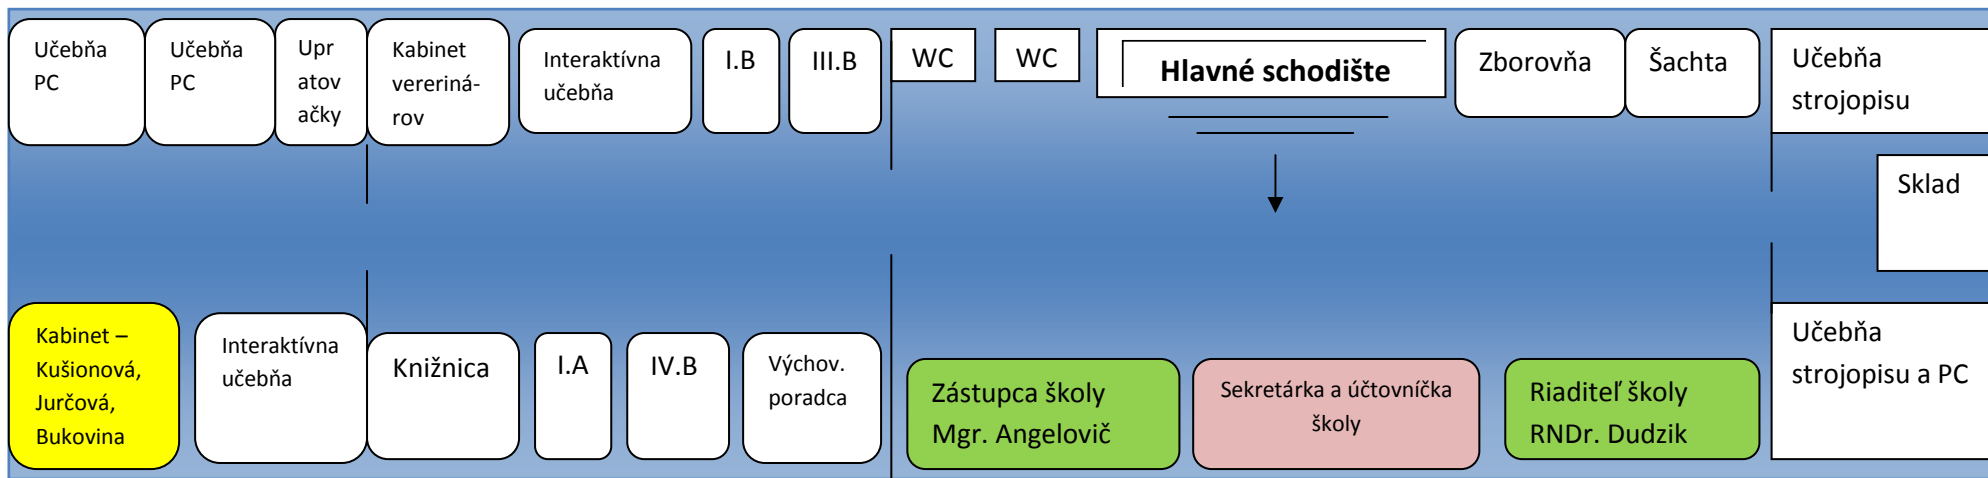 Učebňa
PC
Učebňa
PC
Upr
atov
ačky
Kabinet
vereriná-
rov
Interaktívna
učebňa
I.B
III.B
WC
WC
Hlavné schodište
Zborovňa
Šachta
Učebňa
strojopisu
Sklad
Kabinet –
Kušionová,
Jurčová,
Bukovina
Interaktívna
učebňa
Knižnica
I.A
IV.B
Výchov.
poradca
Zástupca školy
Mgr. Angelovič
Sekretárka a účtovníčka
školy
Riaditeľ školy
RNDr. Dudzik
Učebňa
strojopisu a PC